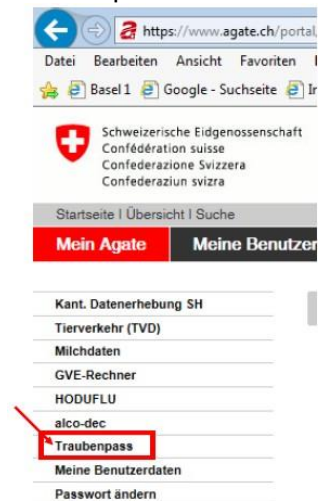 https://www.agate.ch/portal
Datei Bearbeiten Ansicht Favoriten
Basel 1 Google - Suchseite
Schweizerische Eidgenossenschaft
Confédération suisse
Confederazione Svizzera
Confederaziun svizra
Startseite I Übersicht I Suche
Mein Agate Meine Benutzer
Kant. Datenerhebung SH
Tierverkehr (TVD)
Milchdaten
GVE-Rechner
HODUFLU
alco-dec
Traubenpass
Meine Benutzerdaten
Passwort ändern